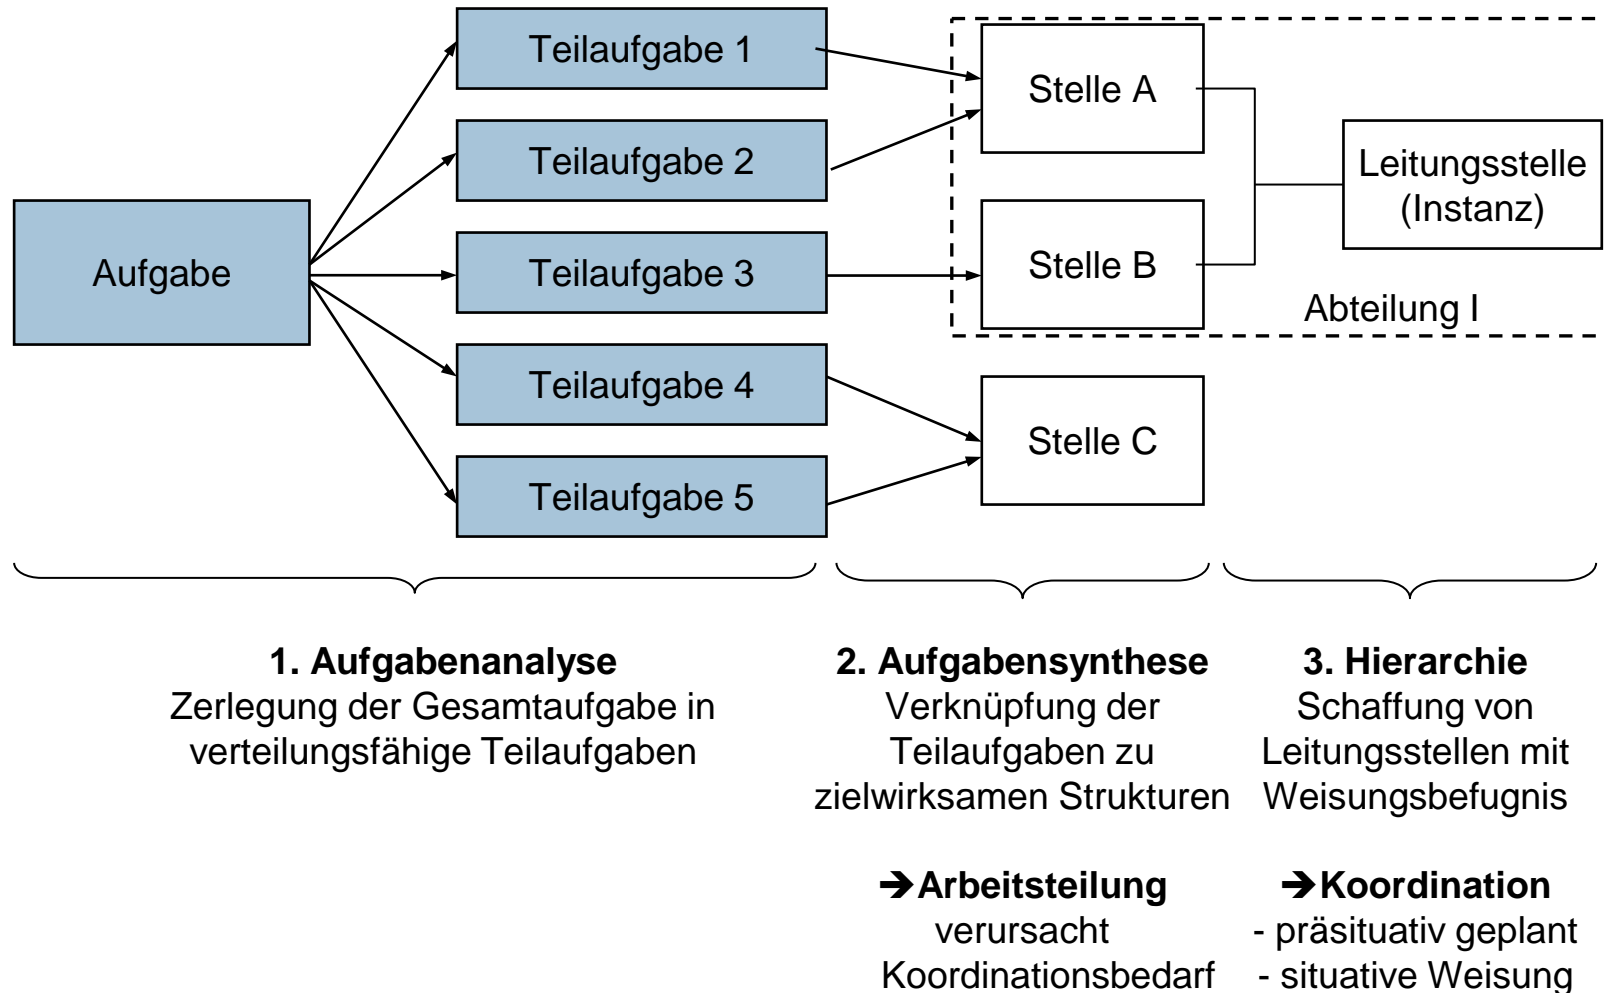 Aufgabe
Teilaufgabe 1
Teilaufgabe 2
Teilaufgabe 3
Teilaufgabe 4
Teilaufgabe 5
Stelle A
Stelle B
Stelle C
Leitungsstelle
(Instanz)
Abteilung I
1. Aufgabenanalyse
Zerlegung der Gesamtaufgabe in
verteilungsfähige Teilaufgaben
2. Aufgabensynthese
Verknüpfung der
Teilaufgaben zu
zielwirksamen Strukturen
➔Arbeitsteilung
verursacht
Koordinationsbedarf
3. Hierarchie
Schaffung von
Leitungsstellen mit
Weisungsbefugnis
➔Koordination
- präsituativ geplant
- situative Weisung